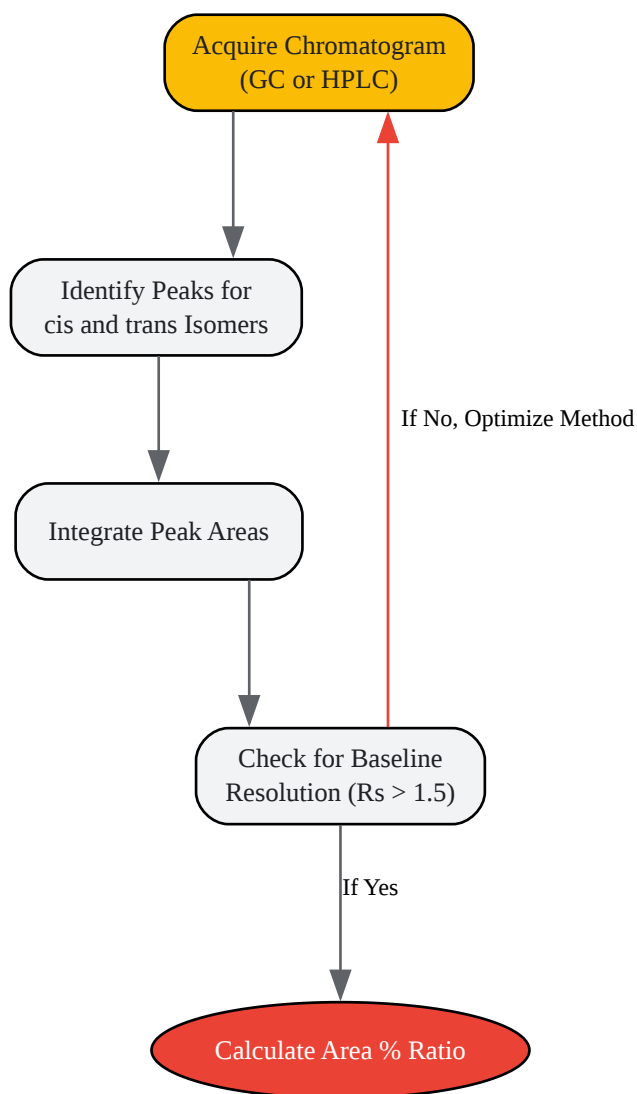 Acquire Chromatogram
(GC or HPLC)
Identify Peaks for
cis and trans Isomers
If No, Optimize Method
Integrate Peak Areas
Check for Baseline
Resolution (Rs > 1.5)
If Yes
Calculate Area % Ratio